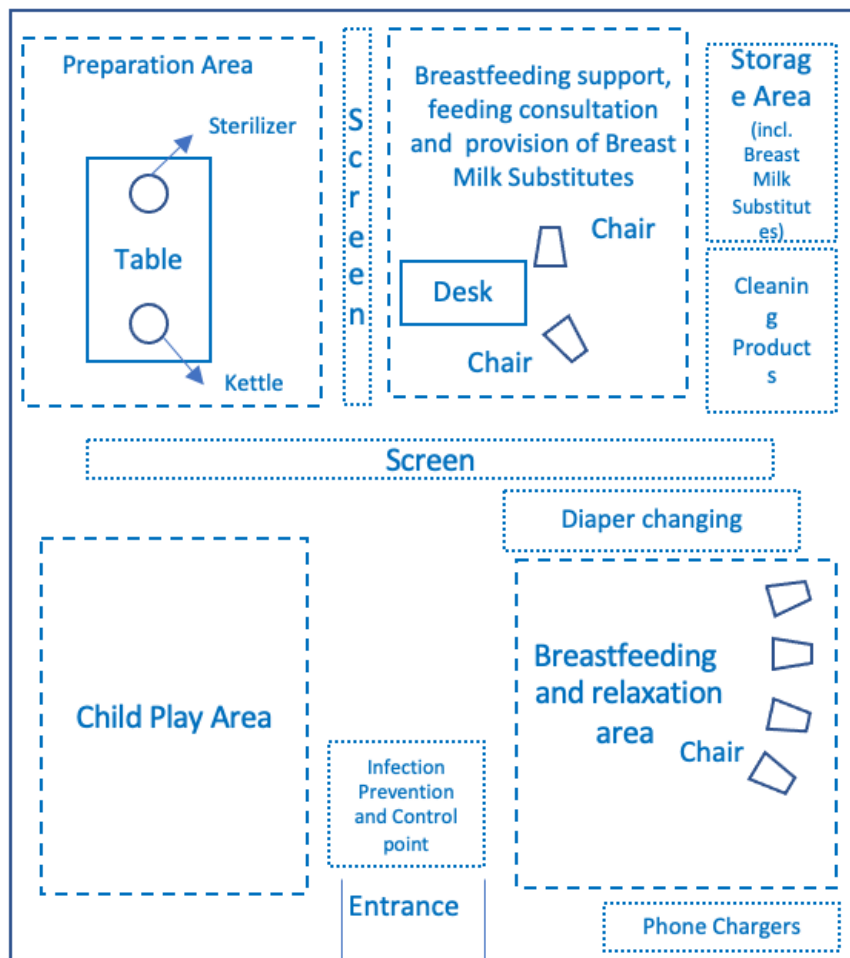 Preparation Area
Sterilizer
Table
Kettle
Screen
Breastfeeding support,
feeding consultation
and provision of Breast
Milk Substitutes
Chair
Desk
Chair
Storag
e Area
(incl.
Breast
Milk
Substitut
es)
Cleanin
g
Product
s
Screen
Diaper changing
Child Play Area
Breastfeeding
and relaxation
area
Chair
Infection
Prevention
and Control
point
Entrance
Phone Chargers